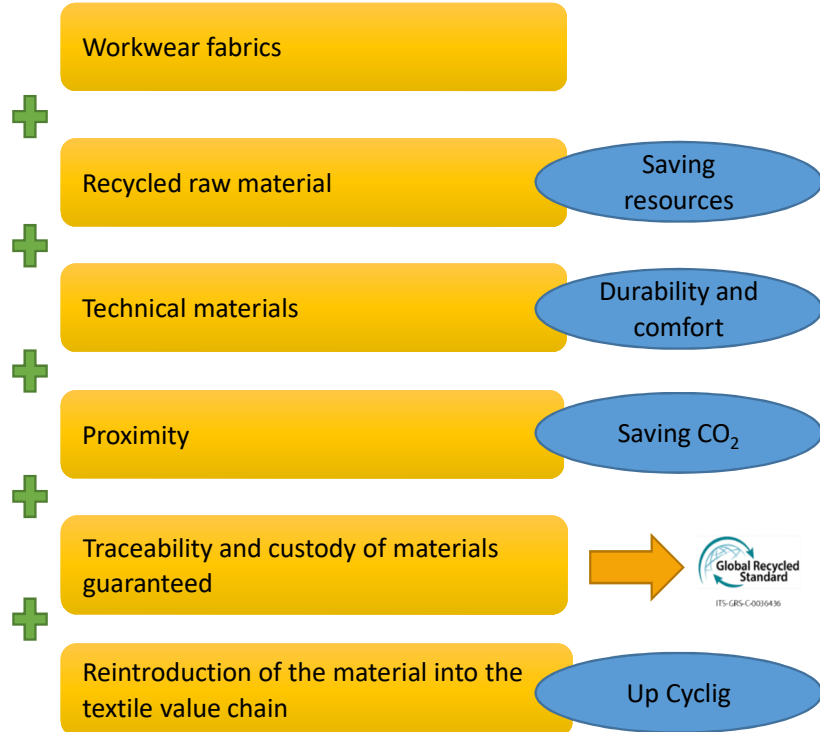 Workwear fabrics
Recycled raw material
Saving
resources
Technical materials
Durability and
comfort
Proximity
Saving CO₂
Traceability and custody of materials
guaranteed
Global Recycled
Standard
ITS-GRS-C-0036436
Reintroduction of the material into the
textile value chain
Up Cyclig